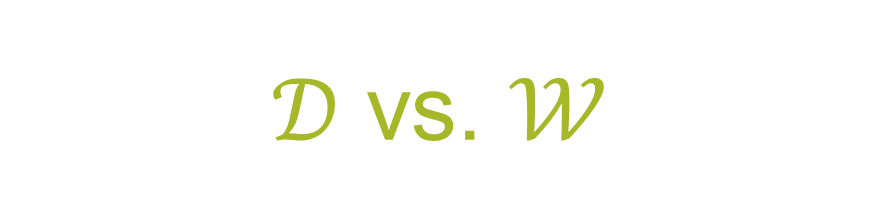 𝒟 vs. 𝒲